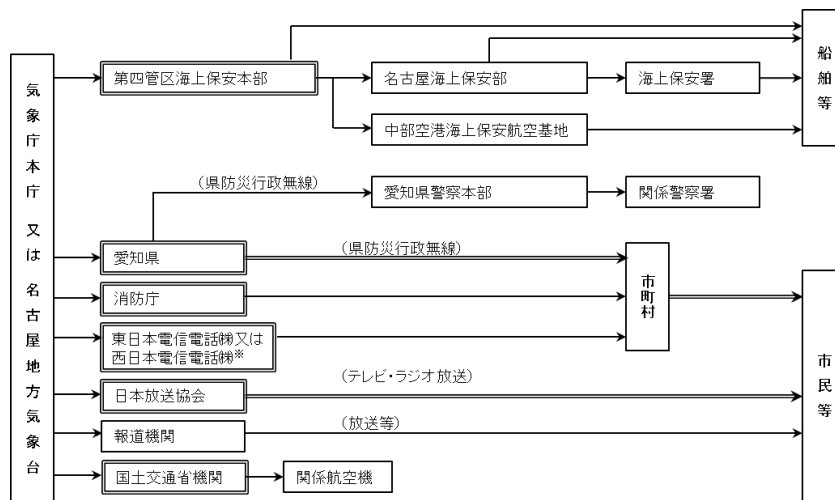 気象庁本庁 又は 名古屋地方気象台
第四管区海上保安本部
名古屋海上保安部
海上保安署
船舶等
中部空港海上保安航空基地
(県防災行政無線)
愛知県警察本部
関係警察署
愛知県
(県防災行政無線)
消防庁
市町村
東日本電信電話㈱又は
西日本電信電話㈱※
日本放送協会
(テレビ・ラジオ放送)
市民等
報道機関
(放送等)
国土交通省機関
関係航空機